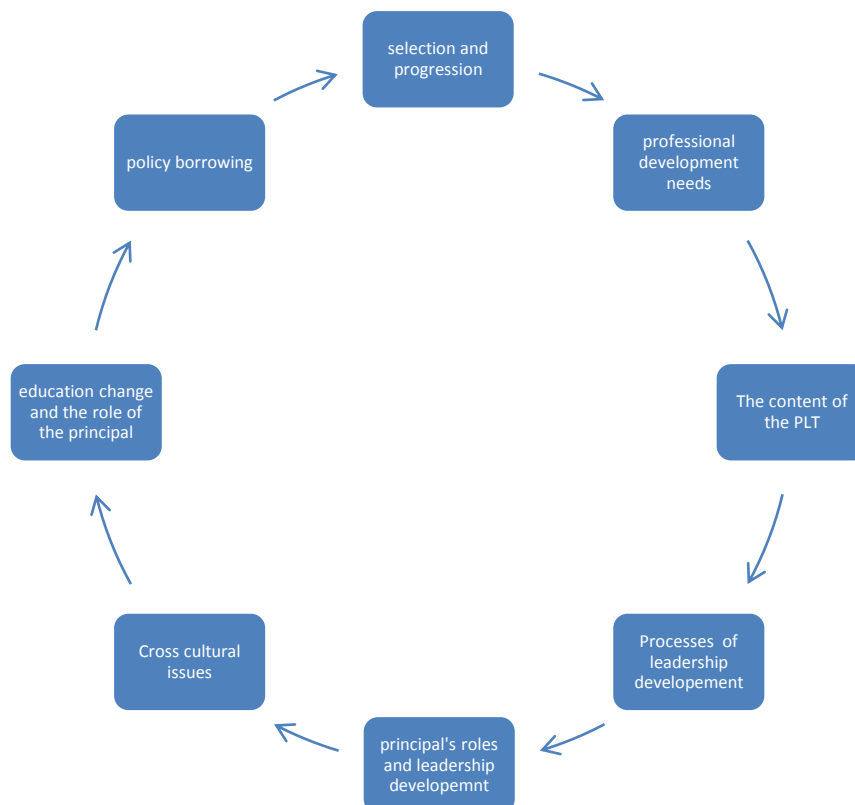 selection and
progression
professional
development
needs
The content of
the PLT
Processes of
leadership
developement
principal's roles
and leadership
developemnt
Cross cultural
issues
education change
and the role of
the principal
policy borrowing